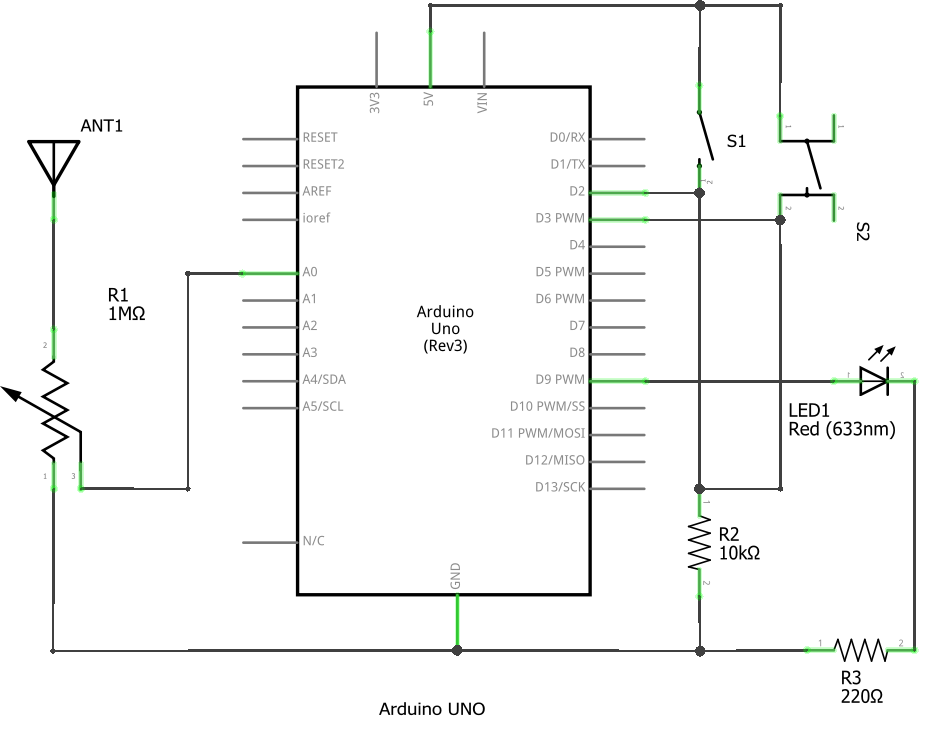 ANT1
3V3
5V
VIN
RESET
RESET2
AREF
ioref
A0
A1
A2
A3
A4/SDA
A5/SCL
N/C
D0/RX
D1/TX
D2
D3 PWM
D4
D5 PWM
D6 PWM
D7
D8
D9 PWM
D10 PWM/SS
D11 PWM/MOSI
D12/MISO
D13/SCK
GND
Arduino
Uno
(Rev3)
R1
1MΩ
2
1
3
S1
1
2
1
1
2
2
S2
1
2
LED1
Red (633nm)
1
R2
10kΩ
2
1
2
R3
220Ω
Arduino UNO